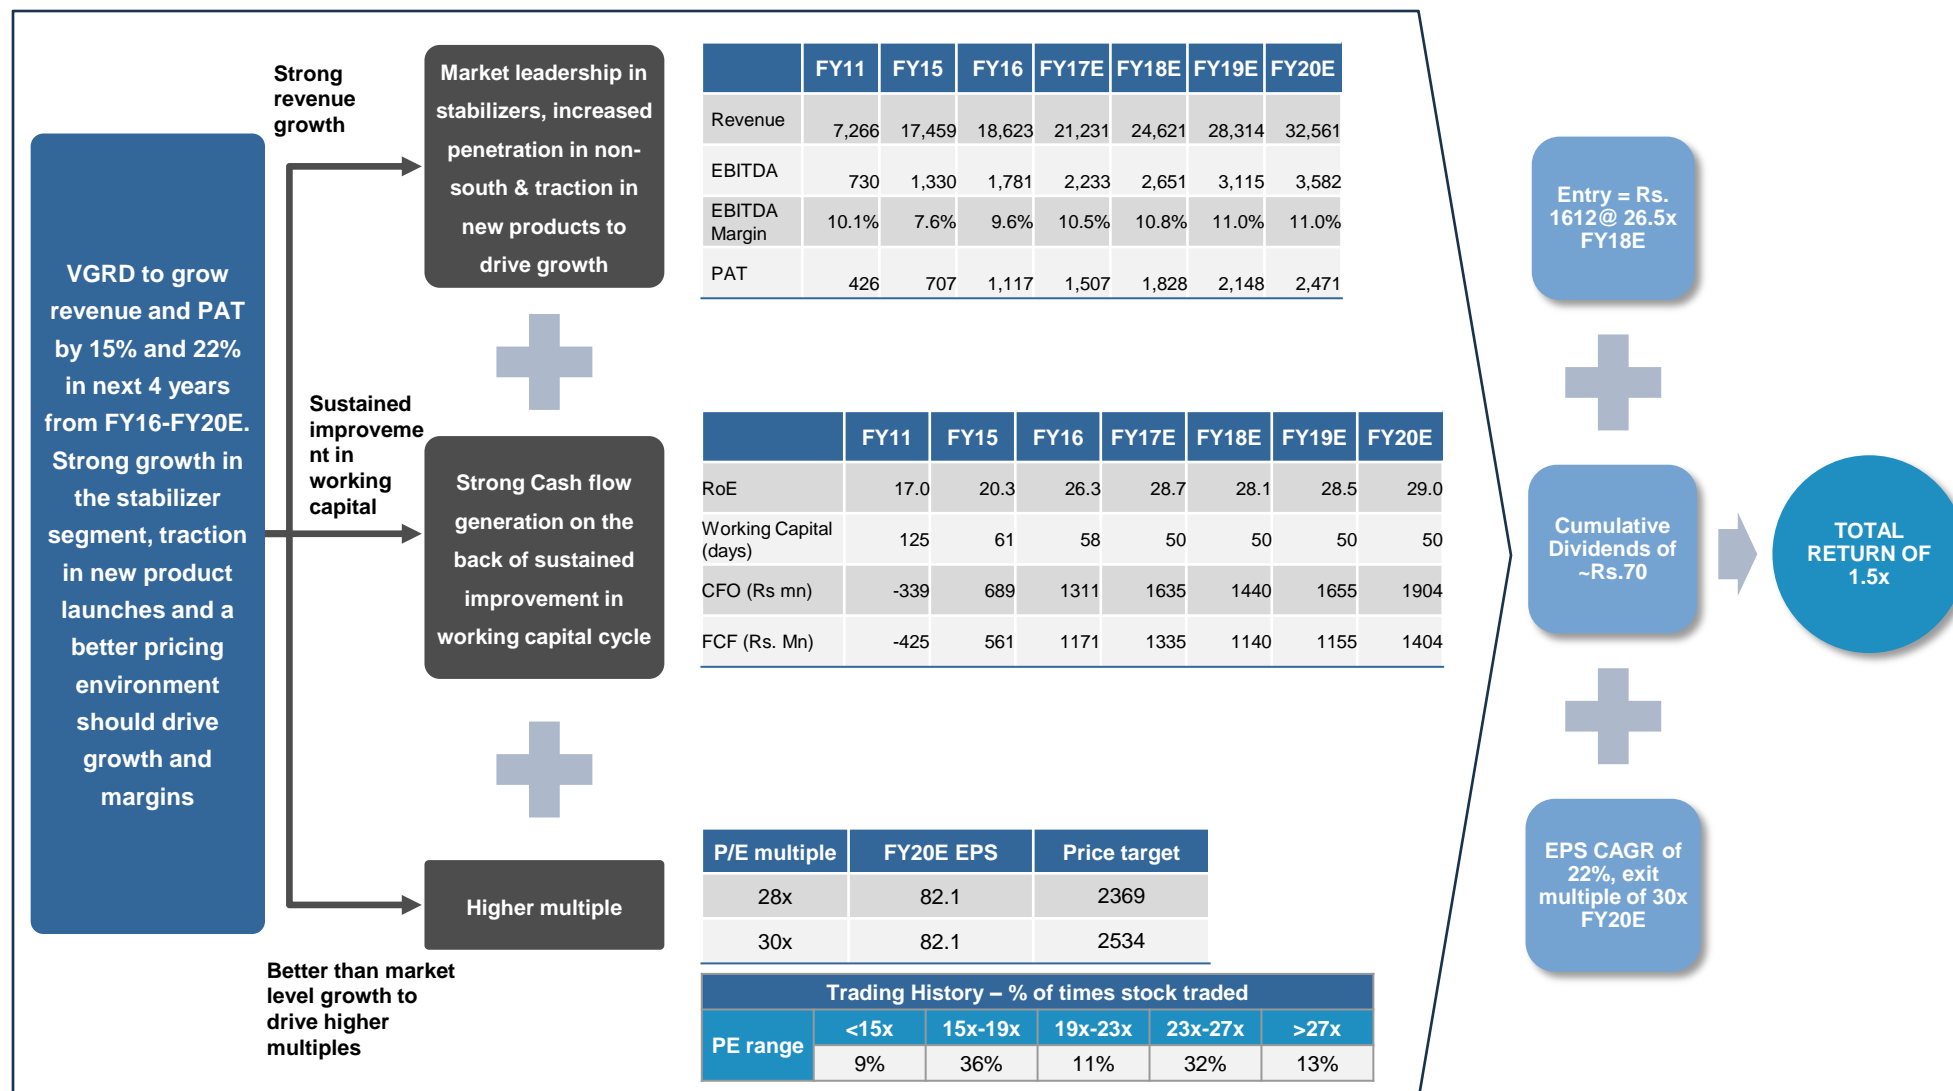 VGRD to grow
revenue and PAT
by 15% and 22%
in next 4 years
from FY16-FY20E.
Strong growth in
the stabilizer
segment, traction
in new product
launches and a
better pricing
environment
should drive
growth and
margins
Strong
revenue
growth
Market leadership in
stabilizers, increased
penetration in non-
south & traction in
new products to
drive growth
FY11 FY15 FY16 FY17E FY18E FY19E FY20E
Revenue 7,266 17,459 18,623 21,231 24,621 28,314 32,561
EBITDA 730 1,330 1,781 2,233 2,651 3,115 3,582
EBITDA
Margin 10.1% 7.6% 9.6% 10.5% 10.8% 11.0% 11.0%
PAT 426 707 1,117 1,507 1,828 2,148 2,471
Sustained
improveme
nt in
working
capital
Strong Cash flow
generation on the
back of sustained
improvement in
working capital cycle
FY11 FY15 FY16 FY17E FY18E FY19E FY20E
RoE 17.0 20.3 26.3 28.7 28.1 28.5 29.0
Working Capital
(days) 125 61 58 50 50 50 50
CFO (Rs mn) -339 689 1311 1635 1440 1655 1904
FCF (Rs. Mn) -425 561 1171 1335 1140 1155 1404
Higher multiple
Better than market
level growth to
drive higher
multiples
P/E multiple FY20E EPS Price target
28x 82.1 2369
30x 82.1 2534
Trading History – % of times stock traded
PE range <15x 15x-19x 19x-23x 23x-27x >27x
9% 36% 11% 32% 13%
Entry = Rs.
1612@ 26.5x
FY18E
Cumulative
Dividends of
~Rs.70
EPS CAGR of
22%, exit
multiple of 30x
FY20E
TOTAL
RETURN OF
1.5x